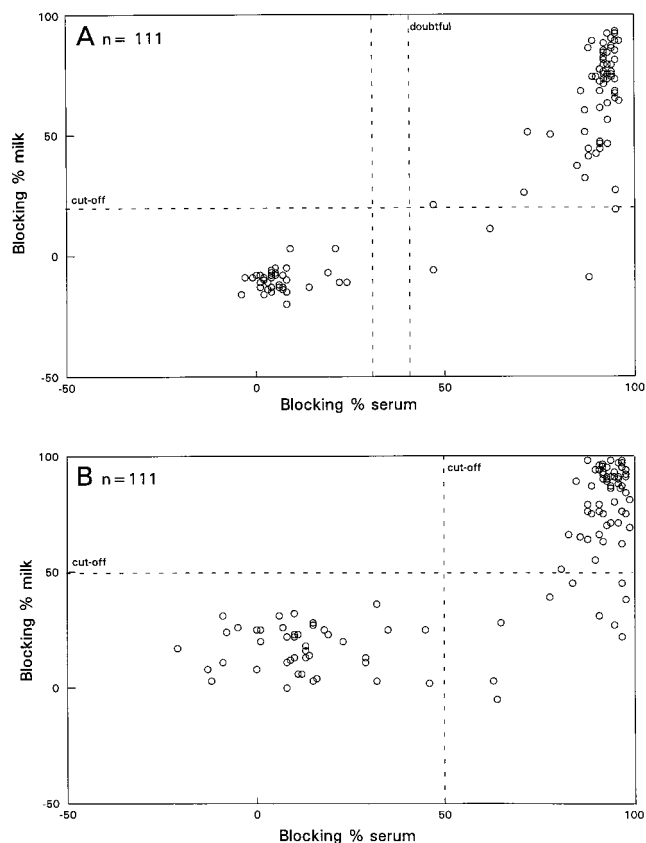 A n = 111
doubtful
100
50
0
-50
cut-off
Blocking % milk
-50
0
50
100
Blocking % serum
B n = 111
cut-off
100
50
0
-50
cut-off
Blocking % milk
-50
0
50
100
Blocking % serum